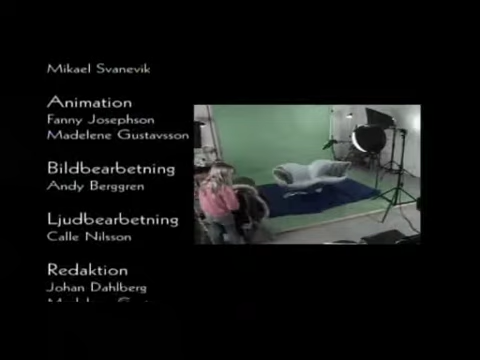 Mikael Svanevik
Animation
Fanny Josephson
Madelene Gustavsson
Bildbearbetning
Andy Berggren
Ljudbearbetning
Calle Nilsson
Redaktion
Johan Dahlberg